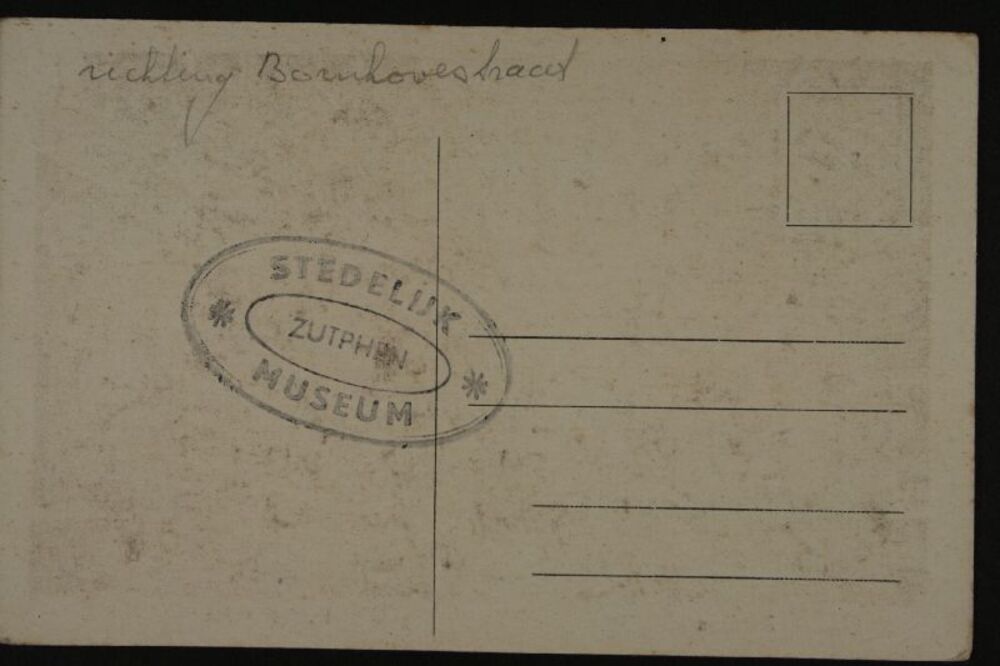 richting Bornhovestraat
STEDELIJK
ZUTPHEN
MUSEUM